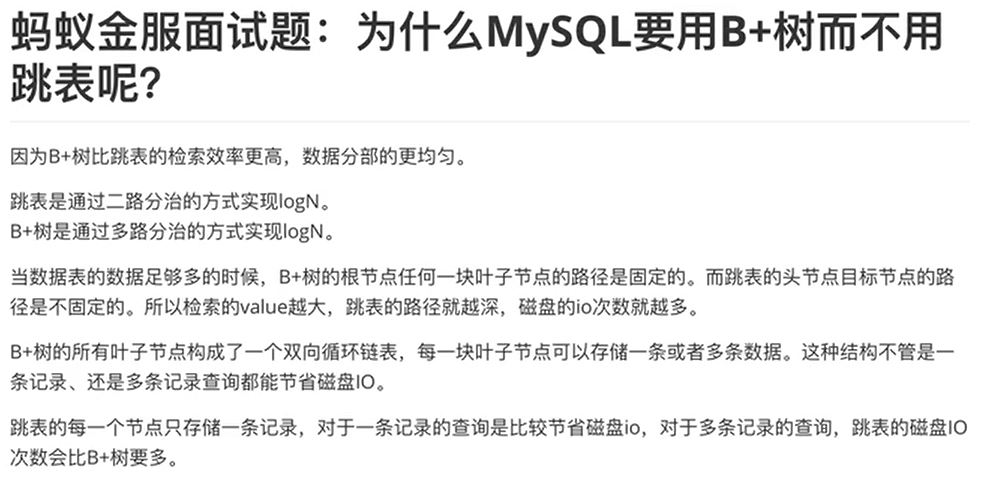 蚂蚁金服面试题：为什么MySQL要用B+树而不用
跳表呢？
因为B+树比跳表的检索效率更高，数据分部的更均匀。
跳表是通过二路分治的方式实现logN。
B+树是通过多路分治的方式实现logN。
当数据表的数据足够多的时候，B+树的根节点任何一块叶子节点的路径是固定的。而跳表的头节点目标节点的路
径是不固定的。所以检索的value越大，跳表的路径就越深，磁盘的io次数就越多。
B+树的所有叶子节点构成了一个双向循环链表，每一块叶子节点可以存储一条或者多条数据。这种结构不管是一
条记录、还是多条记录查询都能节省磁盘IO。
跳表的每一个节点只存储一条记录，对于一条记录的查询是比较节省磁盘io，对于多条记录的查询，跳表的磁盘IO
次数会比B+树要多。